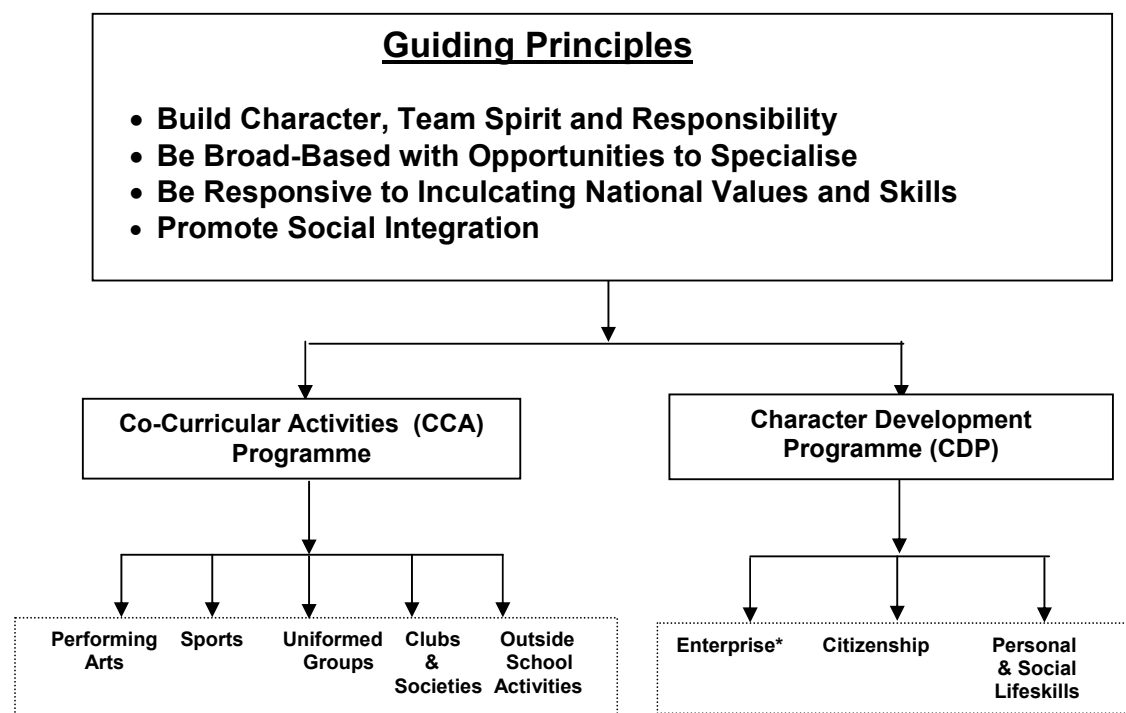 Guiding Principles
• Build Character, Team Spirit and Responsibility
• Be Broad-Based with Opportunities to Specialise
• Be Responsive to Inculcating National Values and Skills
• Promote Social Integration
Co-Curricular Activities (CCA)
Programme
Character Development
Programme (CDP)
Performing
Arts
Sports
Uniformed
Groups
Clubs
&
Societies
Outside
School
Activities
Enterprise*
Citizenship
Personal
& Social
Lifeskills